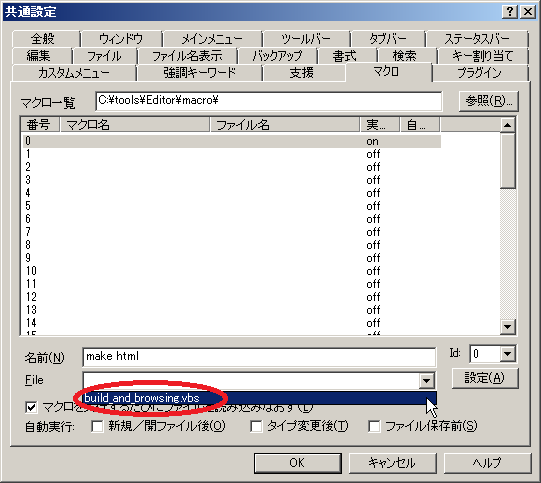 共通設定
全般 ウィンドウ メインメニュー ツールバー タブバー ステータスバー
編集 ファイル ファイル名表示 バックアップ 書式 検索 キー割り当て
カスタムメニュー 強調キーワード 支援 マクロ プラグイン
マクロ一覧 C:¥tools¥Editor¥macro¥ 参照(R)...
番号 マクロ名 ファイル名 実... 自...
0 on
1 off
2 off
3 off
4 off
5 off
6 off
7 off
8 off
9 off
10 off
11 off
12 off
13 off
14 off
15 off
名前(N) make html Id: 0
File 設定(A)
build_and_browsing.vbs
マクロを実行するたびにファイルを読み込みなおす(L)
自動実行: 新規／開ファイル後(O) タイプ変更後(T) ファイル保存前(S)
OK キャンセル ヘルプ